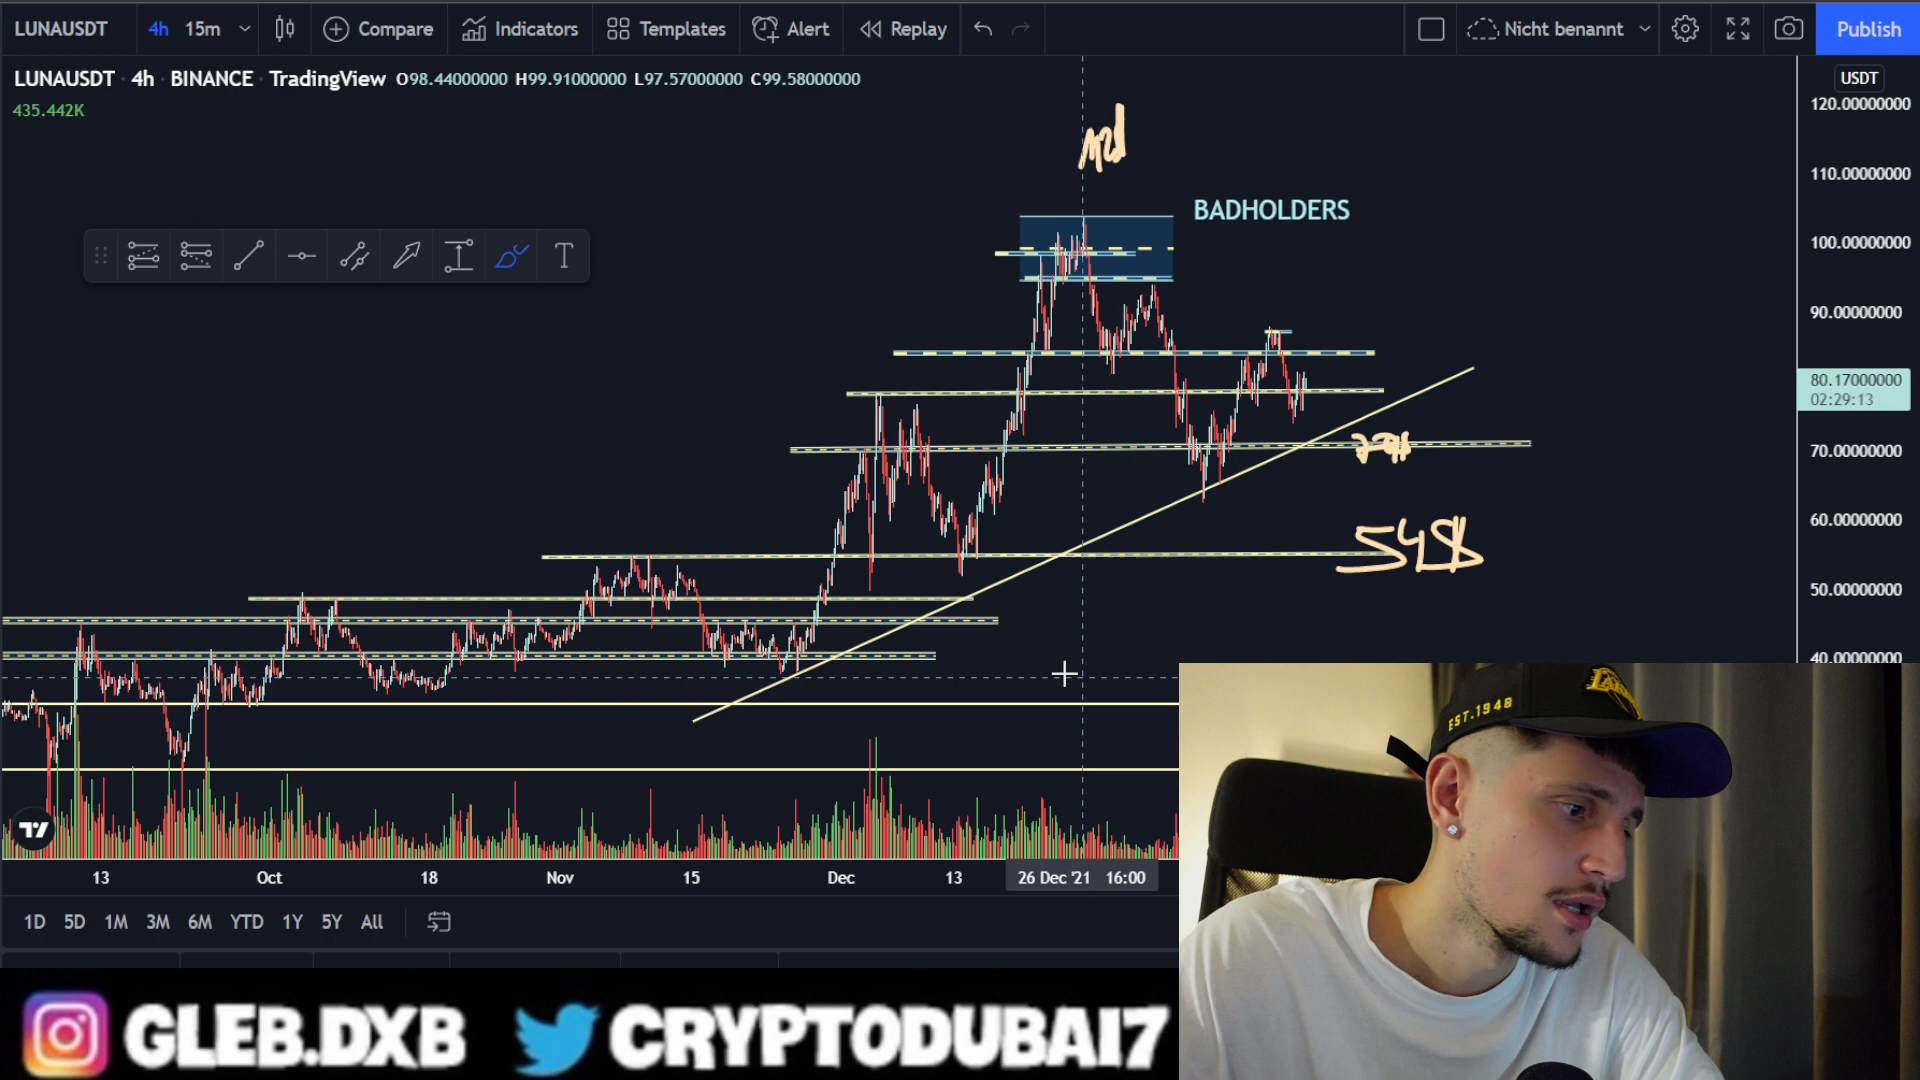 LUNAUSDT 4h 15m Compare Indicators Templates Alert Replay Nicht benannt Publish
LUNAUSDT · 4h · BINANCE · TradingView O98.44000000 H99.91000000 L97.57000000 C99.58000000
435.442K
USDT
120.00000000
110.00000000
BADHOLDERS
100.00000000
90.00000000
80.17000000
02:29:13
70.00000000
60.00000000
54$
50.00000000
40.00000000
EST.1948
13 Oct 18 Nov 15 Dec 13 26 Dec '21 16:00
1D 5D 1M 3M 6M YTD 1Y 5Y All
GLEB.DXB CRYPTODUBAI7